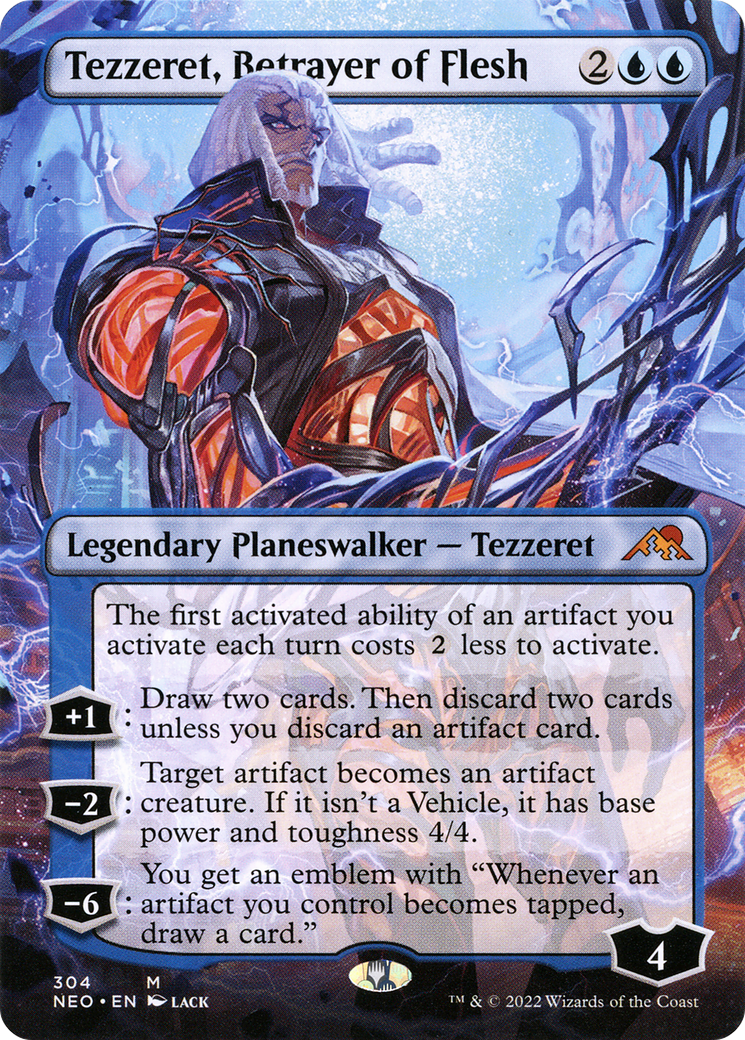 Tezzeret, Betrayer of Flesh 2
Legendary Planeswalker — Tezzeret
The first activated ability of an artifact you
activate each turn costs 2 less to activate.
+1 : Draw two cards. Then discard two cards
unless you discard an artifact card.
Target artifact becomes an artifact
−2 : creature. If it isn't a Vehicle, it has base
power and toughness 4/4.
You get an emblem with “Whenever an
−6 : artifact you control becomes tapped,
draw a card.”
4
304 M
NEO • EN LACK
™ & © 2022 Wizards of the Coast